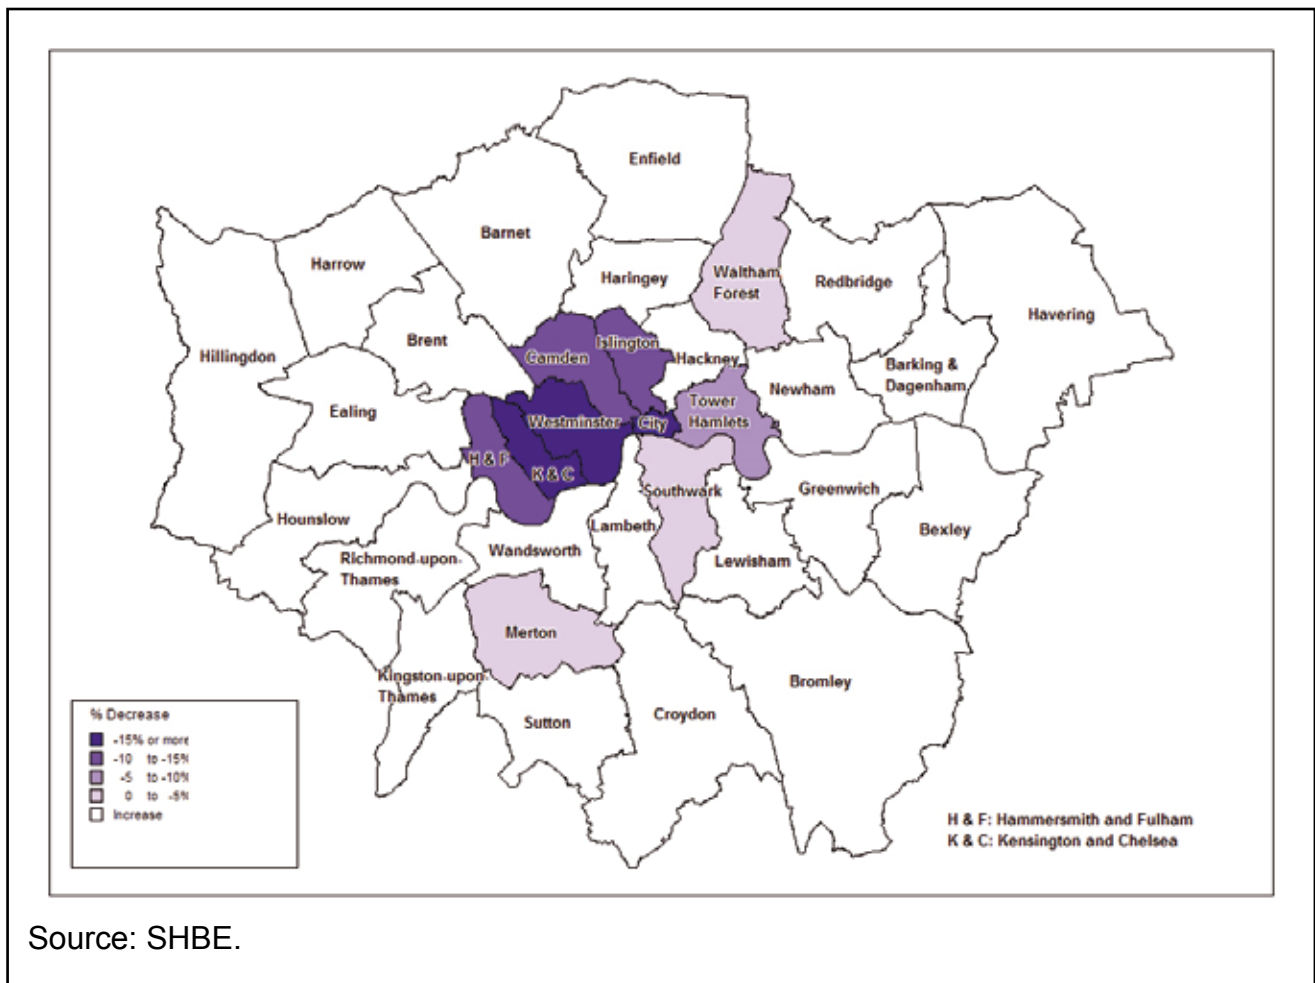 Enfield
Barnet
Harrow
Haringey
Waltham
Forest
Redbridge
Havering
Hillingdon
Brent
Islington
Camden
Hackney
Barking &
Dagenham
Newham
Ealing
Tower
Hamlets
Westminster
City
H & F
K & C
Southwark
Greenwich
Hounslow
Lambeth
Bexley
Richmond-upon-
Thames
Wandsworth
Lewisham
Merton
Kingston-upon-
Thames
Bromley
Sutton
Croydon
% Decrease
-15% or more
-10 to -15%
-5 to -10%
0 to -5%
Increase
H & F: Hammersmith and Fulham
K & C: Kensington and Chelsea
Source: SHBE.